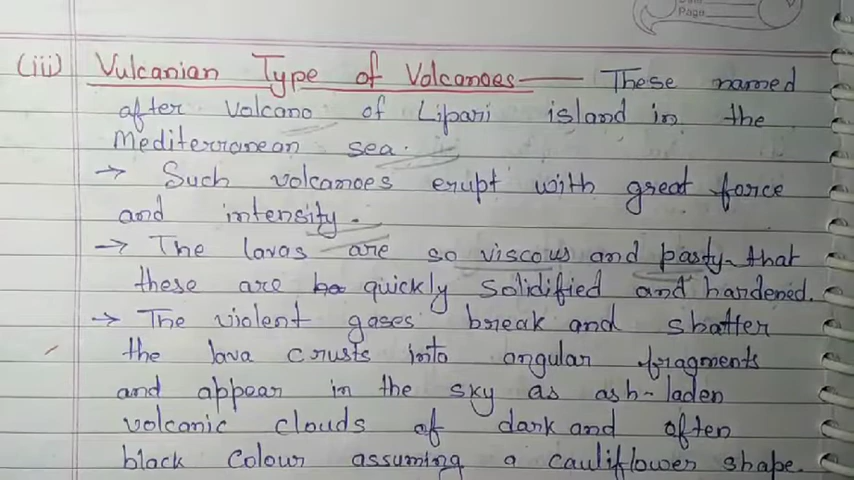 Page
(iii) Vulcanian Type of Volcanoes — These named
after volcano of Lipari island in the
Mediterranean sea.
→ Such volcanoes erupt with great force
and intensity.
→ The lavas are so viscous and pasty that
these are quickly solidified and hardened.
→ The violent gases break and shatter
the lava crusts into angular fragments
and appear in the sky as ash-laden
volcanic clouds of dark and often
black colour assuming a cauliflower shape.